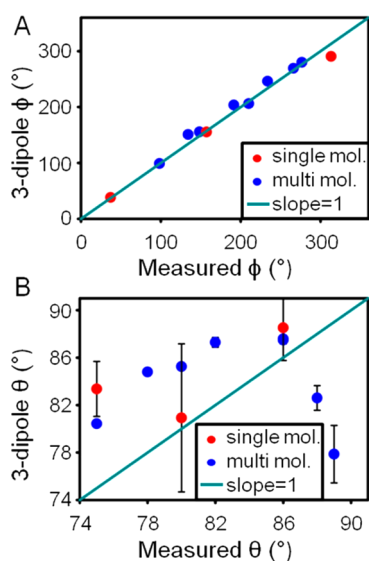 A
3-dipole ϕ (°)
300
200
100
0
0 100 200 300
single mol.
multi mol.
slope=1
Measured ϕ (°)
B
3-dipole θ (°)
90
86
82
78
74
74 78 82 86 90
single mol.
multi mol.
slope=1
Measured θ (°)